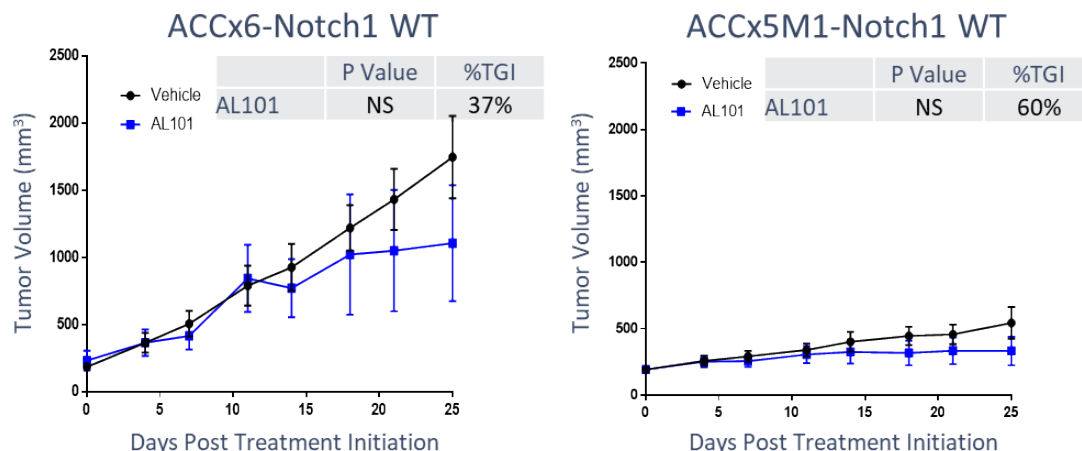 ACCx6-Notch1 WT
P Value %TGI
AL101 NS 37%
Vehicle
AL101
Tumor Volume (mm³)
2500
2000
1500
1000
500
0
0 5 10 15 20 25
Days Post Treatment Initiation
ACCx5M1-Notch1 WT
P Value %TGI
AL101 NS 60%
Vehicle
AL101
Tumor Volume (mm³)
2500
2000
1500
1000
500
0
0 5 10 15 20 25
Days Post Treatment Initiation